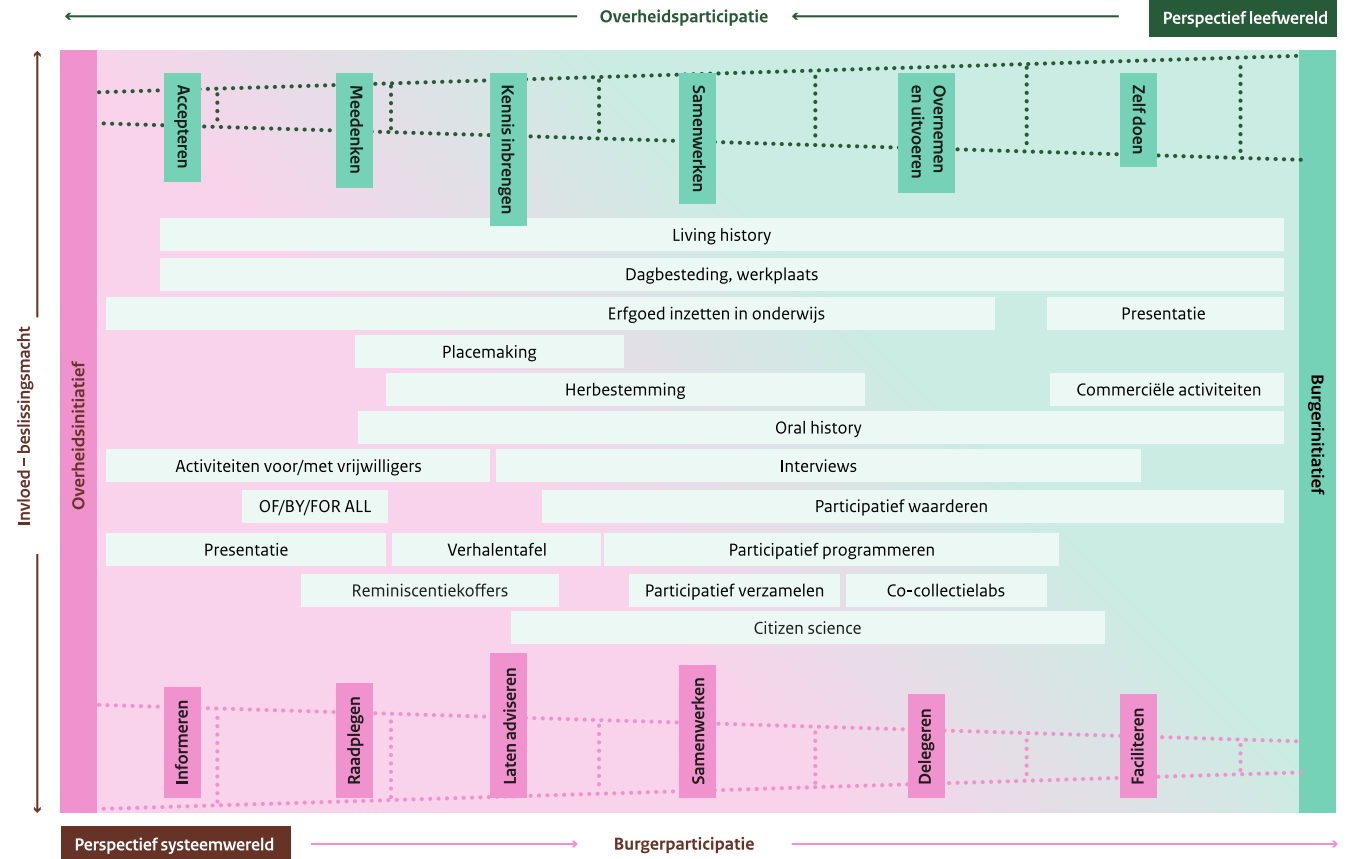 Overheidsparticipatie
Perspectief leefwereld
Accepteren
Meedenken
Kennis inbrengen
Samenwerken
Overnemen
en uitvoeren
Zelf doen
Invloed – beslissingsmacht
Overheidsinitiatief
Burgerinitiatief
Living history
Dagbesteding, werkplaats
Erfgoed inzetten in onderwijs
Presentatie
Placemaking
Herbestemming
Commerciële activiteiten
Oral history
Activiteiten voor/met vrijwilligers
Interviews
OF/BY/FOR ALL
Participatief waarderen
Presentatie
Verhalentafel
Participatief programmeren
Reminiscentiekoffers
Participatief verzamelen
Co-collectielabs
Citizen science
Informeren
Raadplegen
Laten adviseren
Samenwerken
Delegeren
Faciliteren
Perspectief systeemwereld
Burgerparticipatie